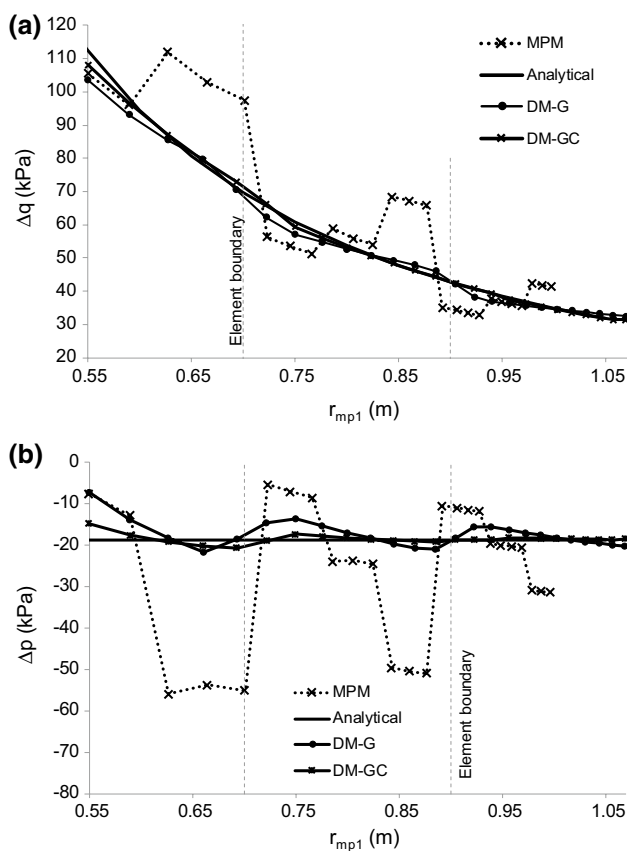 (a)
120
110
100
90
80
70
60
50
40
30
20
Δq (kPa)
MPM
Analytical
DM-G
DM-GC
Element boundary
0.55 0.65 0.75 0.85 0.95 1.05
rmp1 (m)
(b)
0
-10
-20
-30
-40
-50
-60
-70
-80
Δp (kPa)
MPM
Analytical
DM-G
DM-GC
Element boundary
0.55 0.65 0.75 0.85 0.95 1.05
rmp1 (m)